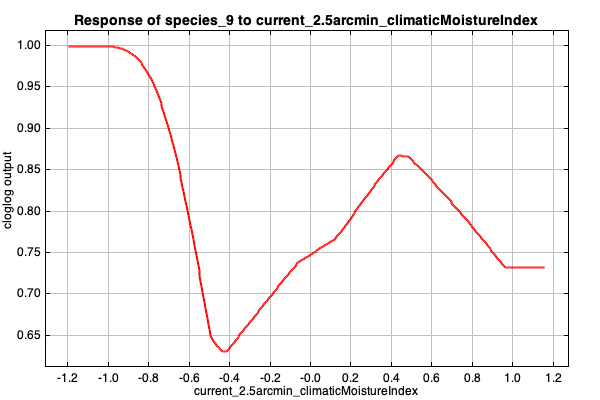 Response of species_9 to current_2.5arcmin_climaticMoistureIndex
1.00
0.95
0.90
0.85
0.80
0.75
0.70
0.65
cloglog output
-1.2 -1.0 -0.8 -0.6 -0.4 -0.2 -0.0 0.2 0.4 0.6 0.8 1.0 1.2
current_2.5arcmin_climaticMoistureIndex